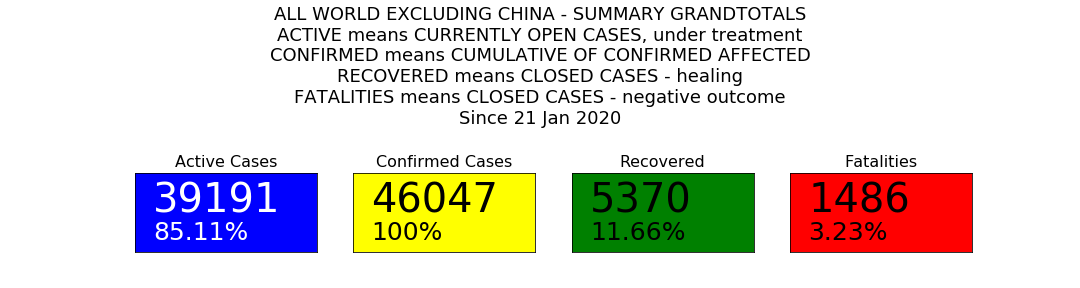 ALL WORLD EXCLUDING CHINA - SUMMARY GRANDTOTALS
ACTIVE means CURRENTLY OPEN CASES, under treatment
CONFIRMED means CUMULATIVE OF CONFIRMED AFFECTED
RECOVERED means CLOSED CASES - healing
FATALITIES means CLOSED CASES - negative outcome
Since 21 Jan 2020
Active Cases
39191
85.11%
Confirmed Cases
46047
100%
Recovered
5370
11.66%
Fatalities
1486
3.23%